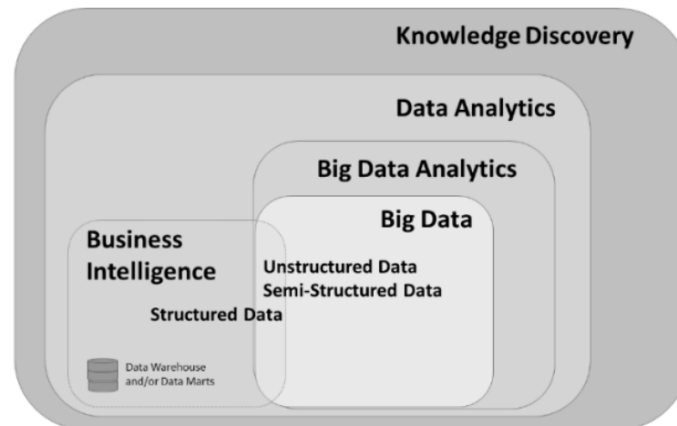 Knowledge Discovery
Data Analytics
Big Data Analytics
Big Data
Business
Intelligence
Unstructured Data
Semi-Structured Data
Structured Data
Data Warehouse
and/or Data Marts